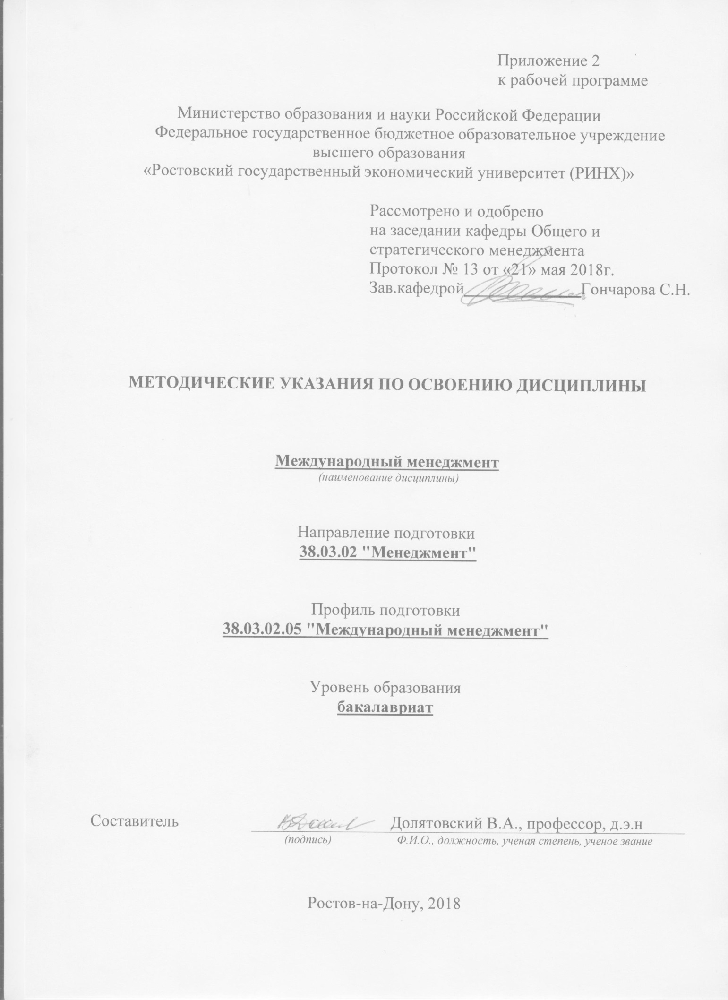 Приложение 2
к рабочей программе
Министерство образования и науки Российской Федерации
Федеральное государственное бюджетное образовательное учреждение
высшего образования
«Ростовский государственный экономический университет (РИНХ)»
Рассмотрено и одобрено
на заседании кафедры Общего и
стратегического менеджмента
Протокол № 13 от «21» мая 2018г.
Зав.кафедрой Гончарова С.Н.
МЕТОДИЧЕСКИЕ УКАЗАНИЯ ПО ОСВОЕНИЮ ДИСЦИПЛИНЫ
Международный менеджмент
(наименование дисциплины)
Направление подготовки
38.03.02 "Менеджмент"
Профиль подготовки
38.03.02.05 "Международный менеджмент"
Уровень образования
бакалавриат
Составитель Долятовский В.А., профессор, д.э.н
(подпись) Ф.И.О., должность, ученая степень, ученое звание
Ростов-на-Дону, 2018